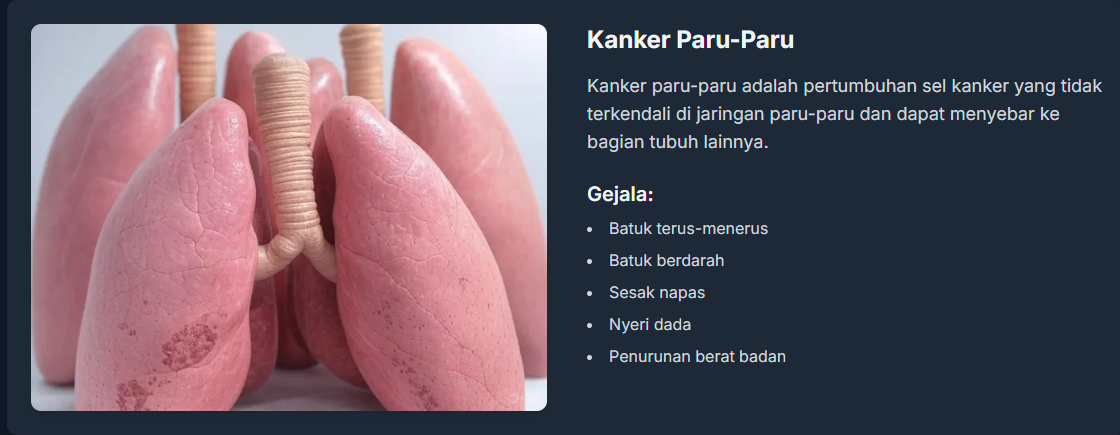 Kanker Paru-Paru
Kanker paru-paru adalah pertumbuhan sel kanker yang tidak
terkendali di jaringan paru-paru dan dapat menyebar ke
bagian tubuh lainnya.
Gejala:
• Batuk terus-menerus
• Batuk berdarah
• Sesak napas
• Nyeri dada
• Penurunan berat badan